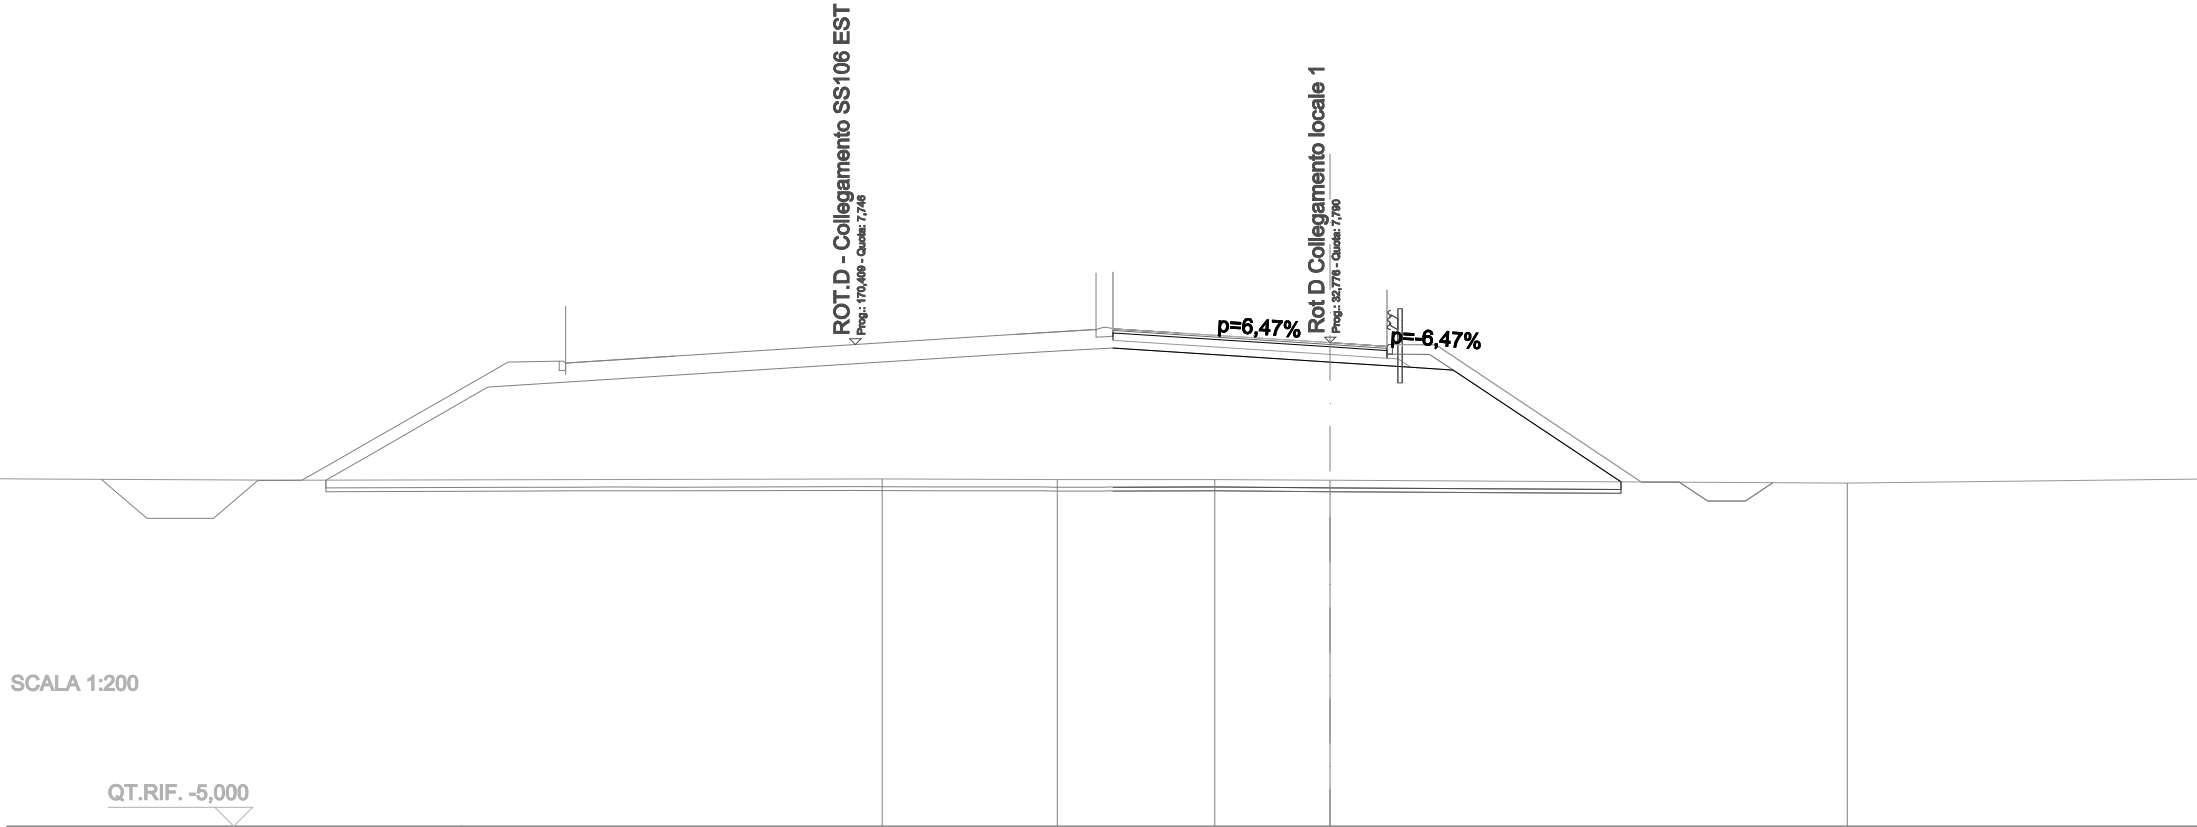 ROT.D - Collegamento SS106 EST
Prog.: 170,409 - Quota: 7,746
Rot D Collegamento locale 1
Prog.: 32,776 - Quota: 7,790
p=6,47%
p=-6,47%
SCALA 1:200
QT.RIF. -5,000